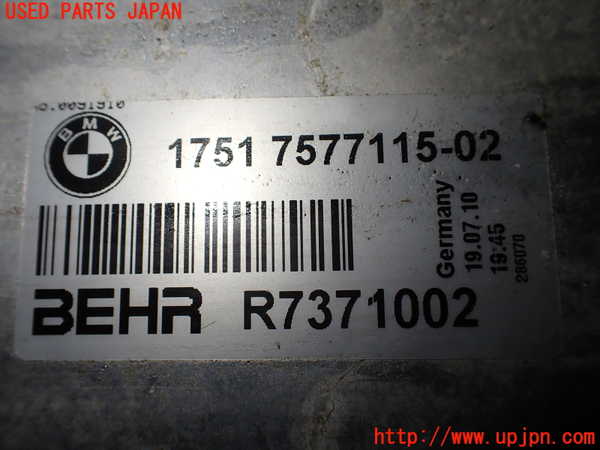 USED PARTS JAPAN
BMW
1751 7577115-02
Germany
19.07.10
19:45
286070
BEHR R7371002
http://www.upjpn.com/